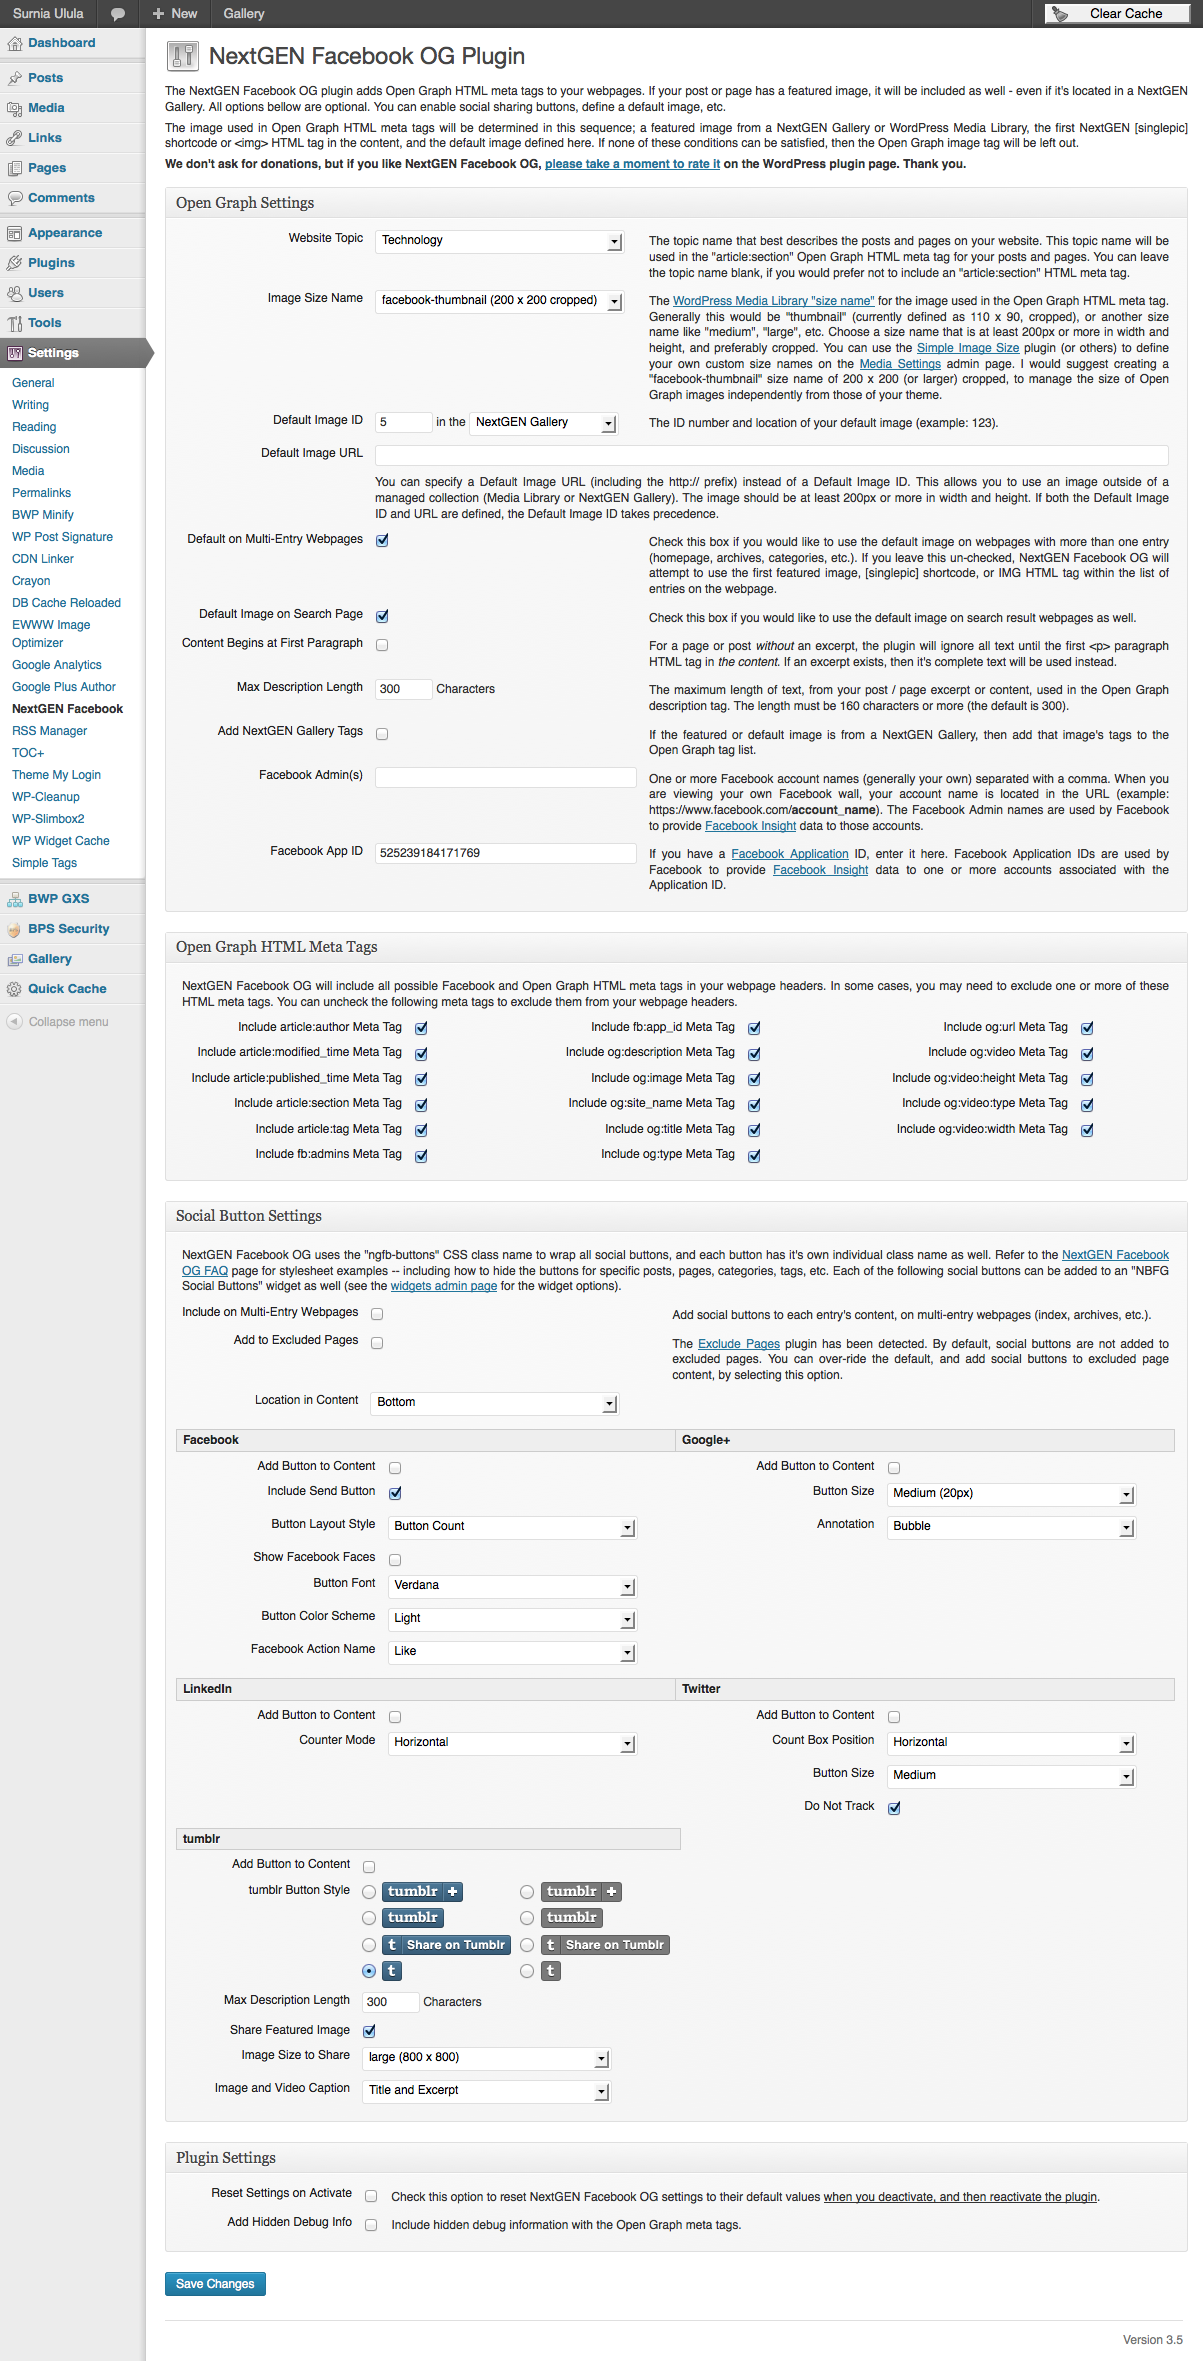 Surnia Ulula
New
Gallery
Clear Cache
Dashboard
Posts
Media
Links
Pages
Comments
Appearance
Plugins
Users
Tools
Settings
General
Writing
Reading
Discussion
Media
Permalinks
BWP Minify
WP Post Signature
CDN Linker
Crayon
DB Cache Reloaded
EWWW Image
Optimizer
Google Analytics
Google Plus Author
NextGEN Facebook
RSS Manager
TOC+
Theme My Login
WP-Cleanup
WP-Slimbox2
WP Widget Cache
Simple Tags
BWP GXS
BPS Security
Gallery
Quick Cache
Collapse menu
NextGEN Facebook OG Plugin
The NextGEN Facebook OG plugin adds Open Graph HTML meta tags to your webpages. If your post or page has a featured image, it will be included as well - even if it's located in a NextGEN
Gallery. All options bellow are optional. You can enable social sharing buttons, define a default image, etc.
The image used in Open Graph HTML meta tags will be determined in this sequence; a featured image from a NextGEN Gallery or WordPress Media Library, the first NextGEN [singlepic]
shortcode or <img> HTML tag in the content, and the default image defined here. If none of these conditions can be satisfied, then the Open Graph image tag will be left out.
We don't ask for donations, but if you like NextGEN Facebook OG, please take a moment to rate it on the WordPress plugin page. Thank you.
Open Graph Settings
Website Topic
Technology
The topic name that best describes the posts and pages on your website. This topic name will be
used in the "article:section" Open Graph HTML meta tag for your posts and pages. You can leave
the topic name blank, if you would prefer not to include an "article:section" HTML meta tag.
Image Size Name
facebook-thumbnail (200 x 200 cropped)
The WordPress Media Library "size name" for the image used in the Open Graph HTML meta tag.
Generally this would be "thumbnail" (currently defined as 110 x 90, cropped), or another size
name like "medium", "large", etc. Choose a size name that is at least 200px or more in width and
height, and preferably cropped. You can use the Simple Image Size plugin (or others) to define
your own custom size names on the Media Settings admin page. I would suggest creating a
"facebook-thumbnail" size name of 200 x 200 (or larger) cropped, to manage the size of Open
Graph images independently from those of your theme.
Default Image ID
5
in the
NextGEN Gallery
The ID number and location of your default image (example: 123).
Default Image URL
You can specify a Default Image URL (including the http:// prefix) instead of a Default Image ID. This allows you to use an image outside of a
managed collection (Media Library or NextGEN Gallery). The image should be at least 200px or more in width and height. If both the Default Image
ID and URL are defined, the Default Image ID takes precedence.
Default on Multi-Entry Webpages
Check this box if you would like to use the default image on webpages with more than one entry
(homepage, archives, categories, etc.). If you leave this un-checked, NextGEN Facebook OG will
attempt to use the first featured image, [singlepic] shortcode, or IMG HTML tag within the list of
entries on the webpage.
Default Image on Search Page
Check this box if you would like to use the default image on search result webpages as well.
Content Begins at First Paragraph
For a page or post without an excerpt, the plugin will ignore all text until the first <p> paragraph
HTML tag in the content. If an excerpt exists, then it's complete text will be used instead.
Max Description Length
300
Characters
The maximum length of text, from your post / page excerpt or content, used in the Open Graph
description tag. The length must be 160 characters or more (the default is 300).
Add NextGEN Gallery Tags
If the featured or default image is from a NextGEN Gallery, then add that image's tags to the
Open Graph tag list.
Facebook Admin(s)
One or more Facebook account names (generally your own) separated with a comma. When you
are viewing your own Facebook wall, your account name is located in the URL (example:
https://www.facebook.com/account_name). The Facebook Admin names are used by Facebook
to provide Facebook Insight data to those accounts.
Facebook App ID
525239184171769
If you have a Facebook Application ID, enter it here. Facebook Application IDs are used by
Facebook to provide Facebook Insight data to one or more accounts associated with the
Application ID.
Open Graph HTML Meta Tags
NextGEN Facebook OG will include all possible Facebook and Open Graph HTML meta tags in your webpage headers. In some cases, you may need to exclude one or more of these
HTML meta tags. You can uncheck the following meta tags to exclude them from your webpage headers.
Include article:author Meta Tag
Include fb:app_id Meta Tag
Include og:url Meta Tag
Include article:modified_time Meta Tag
Include og:description Meta Tag
Include og:video Meta Tag
Include article:published_time Meta Tag
Include og:image Meta Tag
Include og:video:height Meta Tag
Include article:section Meta Tag
Include og:site_name Meta Tag
Include og:video:type Meta Tag
Include article:tag Meta Tag
Include og:title Meta Tag
Include og:video:width Meta Tag
Include fb:admins Meta Tag
Include og:type Meta Tag
Social Button Settings
NextGEN Facebook OG uses the "ngfb-buttons" CSS class name to wrap all social buttons, and each button has it's own individual class name as well. Refer to the NextGEN Facebook
OG FAQ page for stylesheet examples -- including how to hide the buttons for specific posts, pages, categories, tags, etc. Each of the following social buttons can be added to an "NBFG
Social Buttons" widget as well (see the widgets admin page for the widget options).
Include on Multi-Entry Webpages
Add social buttons to each entry's content, on multi-entry webpages (index, archives, etc.).
Add to Excluded Pages
The Exclude Pages plugin has been detected. By default, social buttons are not added to
excluded pages. You can over-ride the default, and add social buttons to excluded page
content, by selecting this option.
Location in Content
Bottom
Facebook
Google+
Add Button to Content
Add Button to Content
Include Send Button
Button Size
Medium (20px)
Button Layout Style
Button Count
Annotation
Bubble
Show Facebook Faces
Button Font
Verdana
Button Color Scheme
Light
Facebook Action Name
Like
LinkedIn
Twitter
Add Button to Content
Add Button to Content
Counter Mode
Horizontal
Count Box Position
Horizontal
Button Size
Medium
Do Not Track
tumblr
Add Button to Content
tumblr Button Style
tumblr +
tumblr +
tumblr
tumblr
t Share on Tumblr
t Share on Tumblr
t
t
Max Description Length
300
Characters
Share Featured Image
Image Size to Share
large (800 x 800)
Image and Video Caption
Title and Excerpt
Plugin Settings
Reset Settings on Activate
Check this option to reset NextGEN Facebook OG settings to their default values when you deactivate, and then reactivate the plugin.
Add Hidden Debug Info
Include hidden debug information with the Open Graph meta tags.
Save Changes
Version 3.5